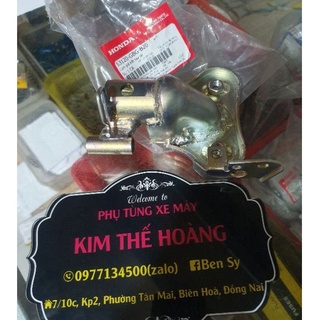 HONDA
Welcome to
PHỤ TÙNG XE MÁY
KIM THẾ HOÀNG
0977134500(zalo) Ben Sy
7/10c, Kp2, Phường Tân Mai, Biên Hoà, Đồng Nai